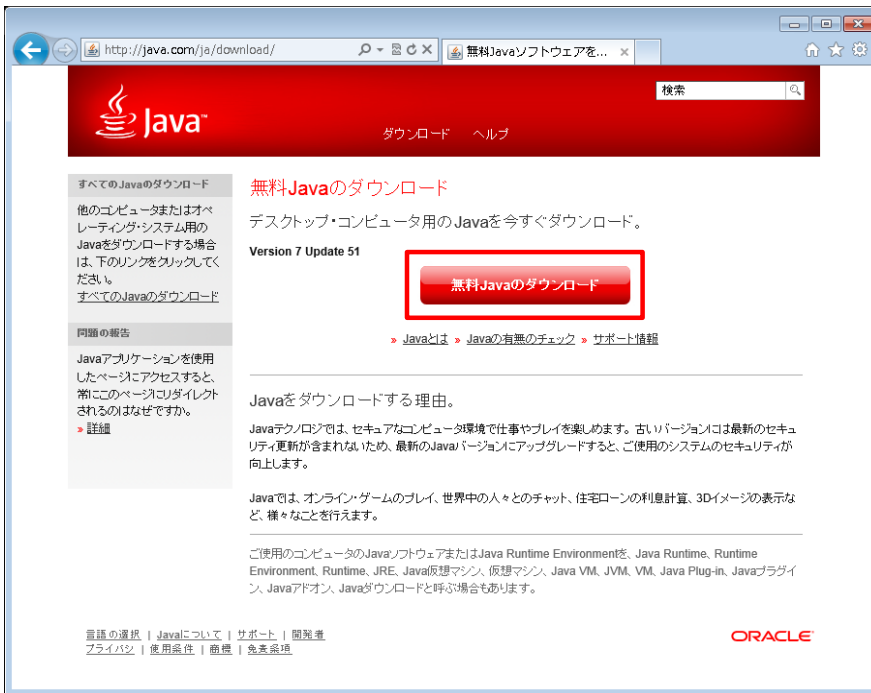 http://java.com/ja/download/
無料Javaソフトウェアを...
検索
Java™
ダウンロード ヘルプ
すべてのJavaのダウンロード
他のコンピュータまたはオペ
レーティング・システム用の
Javaをダウンロードする場合
は、下のリンクをクリックしてく
ださい。
すべてのJavaのダウンロード
問題の報告
Javaアプリケーションを使用
したページにアクセスすると、
常にこのページにリダイレクト
されるのはなぜですか。
» 詳細
無料Javaのダウンロード
デスクトップ・コンピュータ用のJavaを今すぐダウンロード。
Version 7 Update 51
無料Javaのダウンロード
» Javaとは » Javaの有無のチェック » サポート情報
Javaをダウンロードする理由。
Javaテクノロジでは、セキュアなコンピュータ環境で仕事やプレイを楽しめます。古いバージョンには最新のセキュ
リティ更新が含まれないため、最新のJavaバージョンにアップグレードすると、ご使用のシステムのセキュリティが
向上します。
Javaでは、オンライン・ゲームのプレイ、世界中の人々とのチャット、住宅ローンの利息計算、3Dイメージの表示な
ど、様々なことを行えます。
ご使用のコンピュータのJavaソフトウェアまたはJava Runtime Environmentを、Java Runtime、Runtime
Environment、Runtime、JRE、Java仮想マシン、仮想マシン、Java VM、JVM、VM、Java Plug-in、Javaプラグイ
ン、Javaアドオン、Javaダウンロードと呼ぶ場合もあります。
言語の選択 | Javaについて | サポート | 開発者
プライバシ | 使用条件 | 商標 | 免責条項
ORACLE